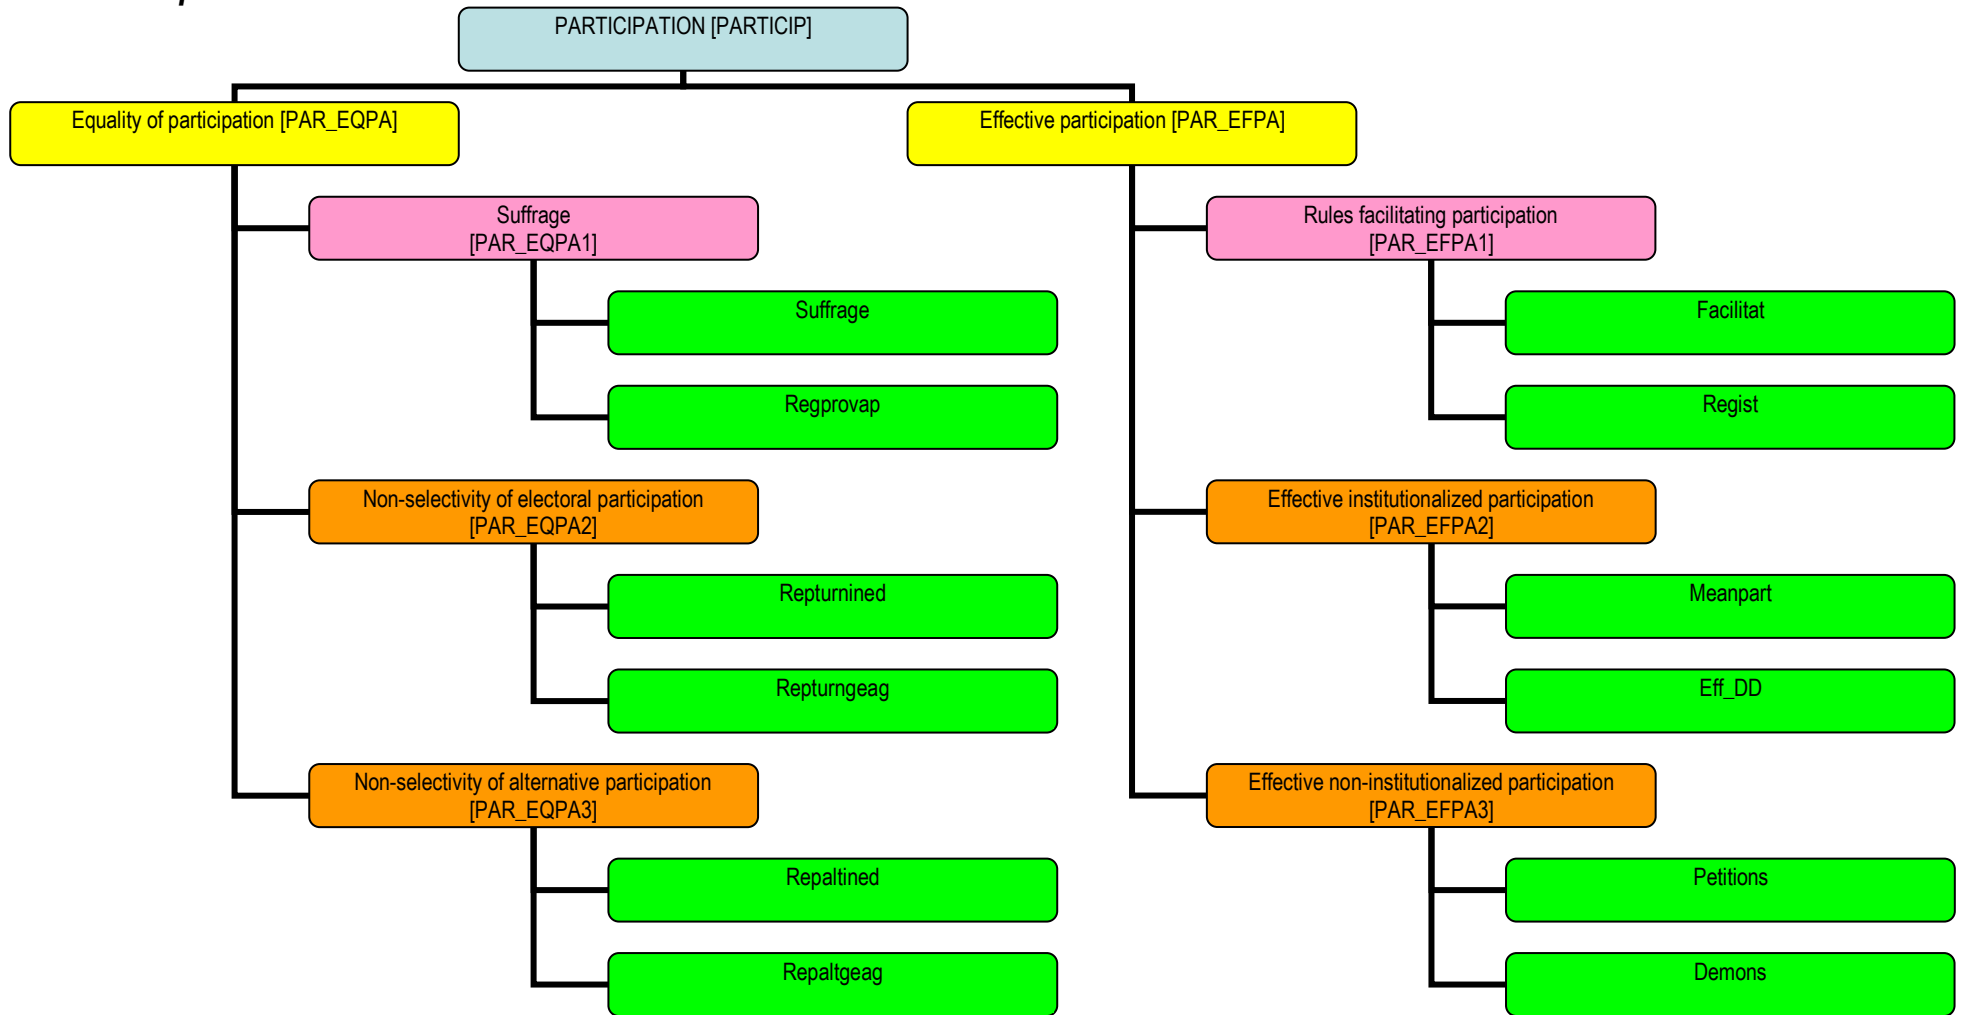 PARTICIPATION [PARTICIP]
Equality of participation [PAR_EQPA]
Effective participation [PAR_EFPA]
Suffrage
[PAR_EQPA1]
Rules facilitating participation
[PAR_EFPA1]
Suffrage
Facilitat
Regprovap
Regist
Non-selectivity of electoral participation
[PAR_EQPA2]
Effective institutionalized participation
[PAR_EFPA2]
Repturnined
Meanpart
Repturngeag
Eff_DD
Non-selectivity of alternative participation
[PAR_EQPA3]
Effective non-institutionalized participation
[PAR_EFPA3]
Repaltined
Petitions
Repaltgeag
Demons